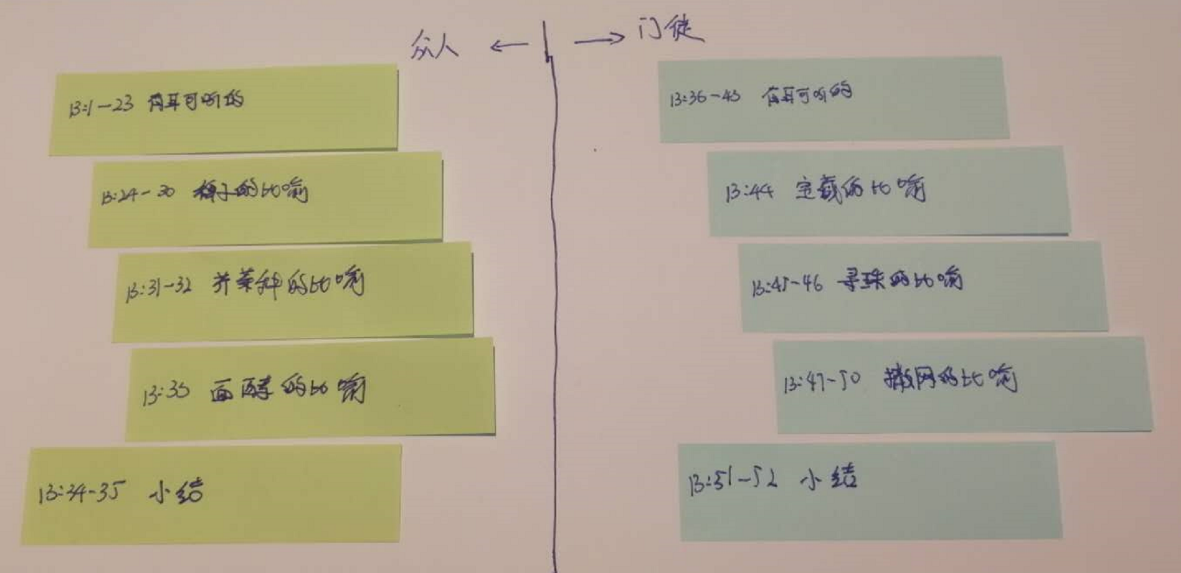 众人 ← | → 门徒
13:1-23 有耳可听的
13:24-30 稗子的比喻
13:31-32 芥菜种的比喻
13:33 面酵的比喻
13:34-35 小结
13:36-43 有耳可听的
13:44 宝藏的比喻
13:45-46 寻珠的比喻
13:47-50 撒网的比喻
13:51-52 小结